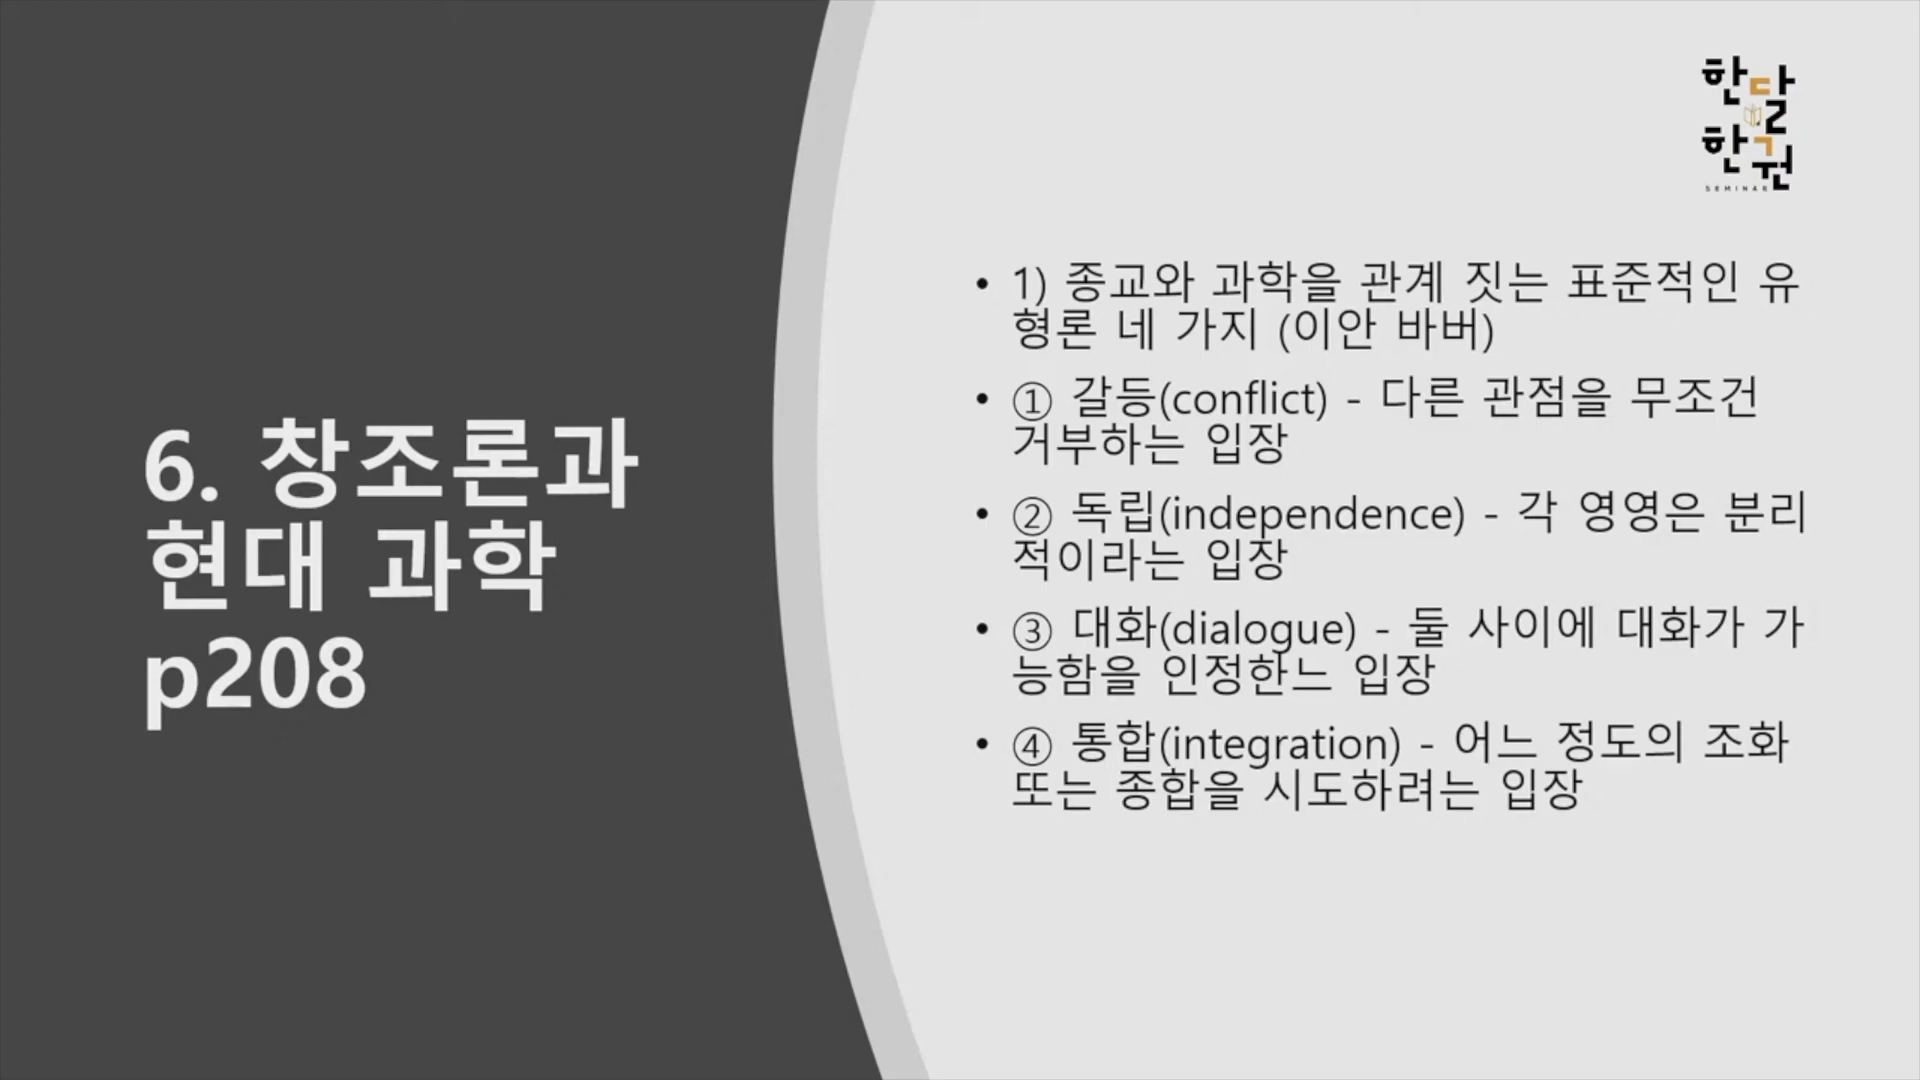 한달
한권
SEMINAR
6. 창조론과
현대 과학
p208
• 1) 종교와 과학을 관계 짓는 표준적인 유
형론 네 가지 (이안 바버)
• ① 갈등(conflict) - 다른 관점을 무조건
거부하는 입장
• ② 독립(independence) - 각 영영은 분리
적이라는 입장
• ③ 대화(dialogue) - 둘 사이에 대화가 가
능함을 인정한느 입장
• ④ 통합(integration) - 어느 정도의 조화
또는 종합을 시도하려는 입장